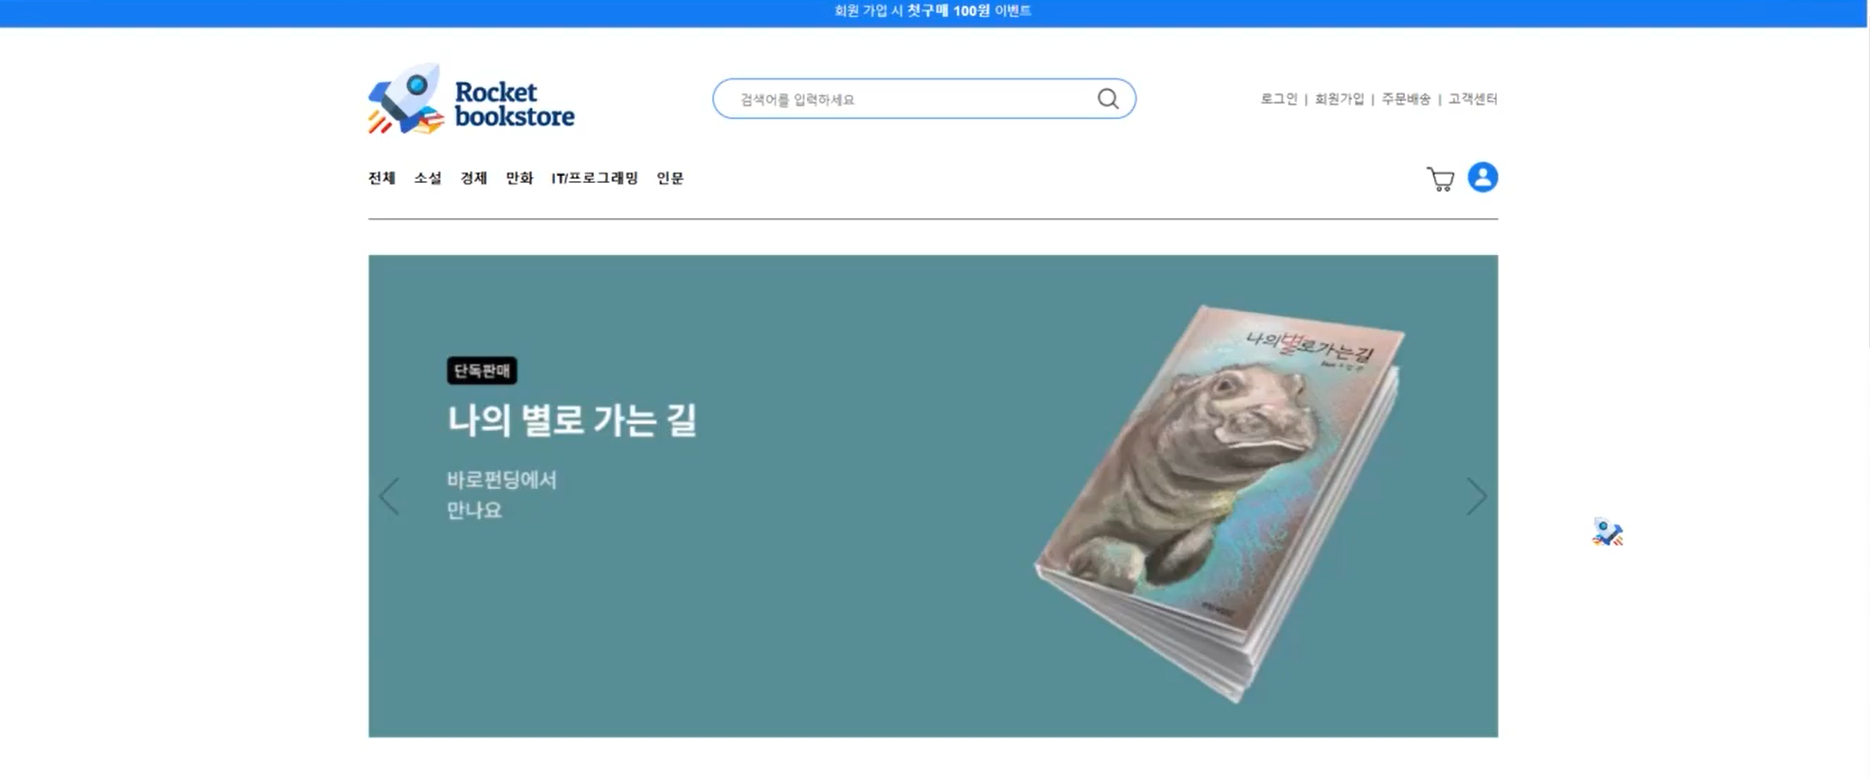 회원 가입 시 첫구매 100원 이벤트
Rocket
bookstore
검색어를 입력하세요
로그인 | 회원가입 | 주문배송 | 고객센터
전체 소설 경제 만화 IT/프로그래밍 인문
단독판매
나의 별로 가는 길
바로펀딩에서
만나요
나의별로가는길